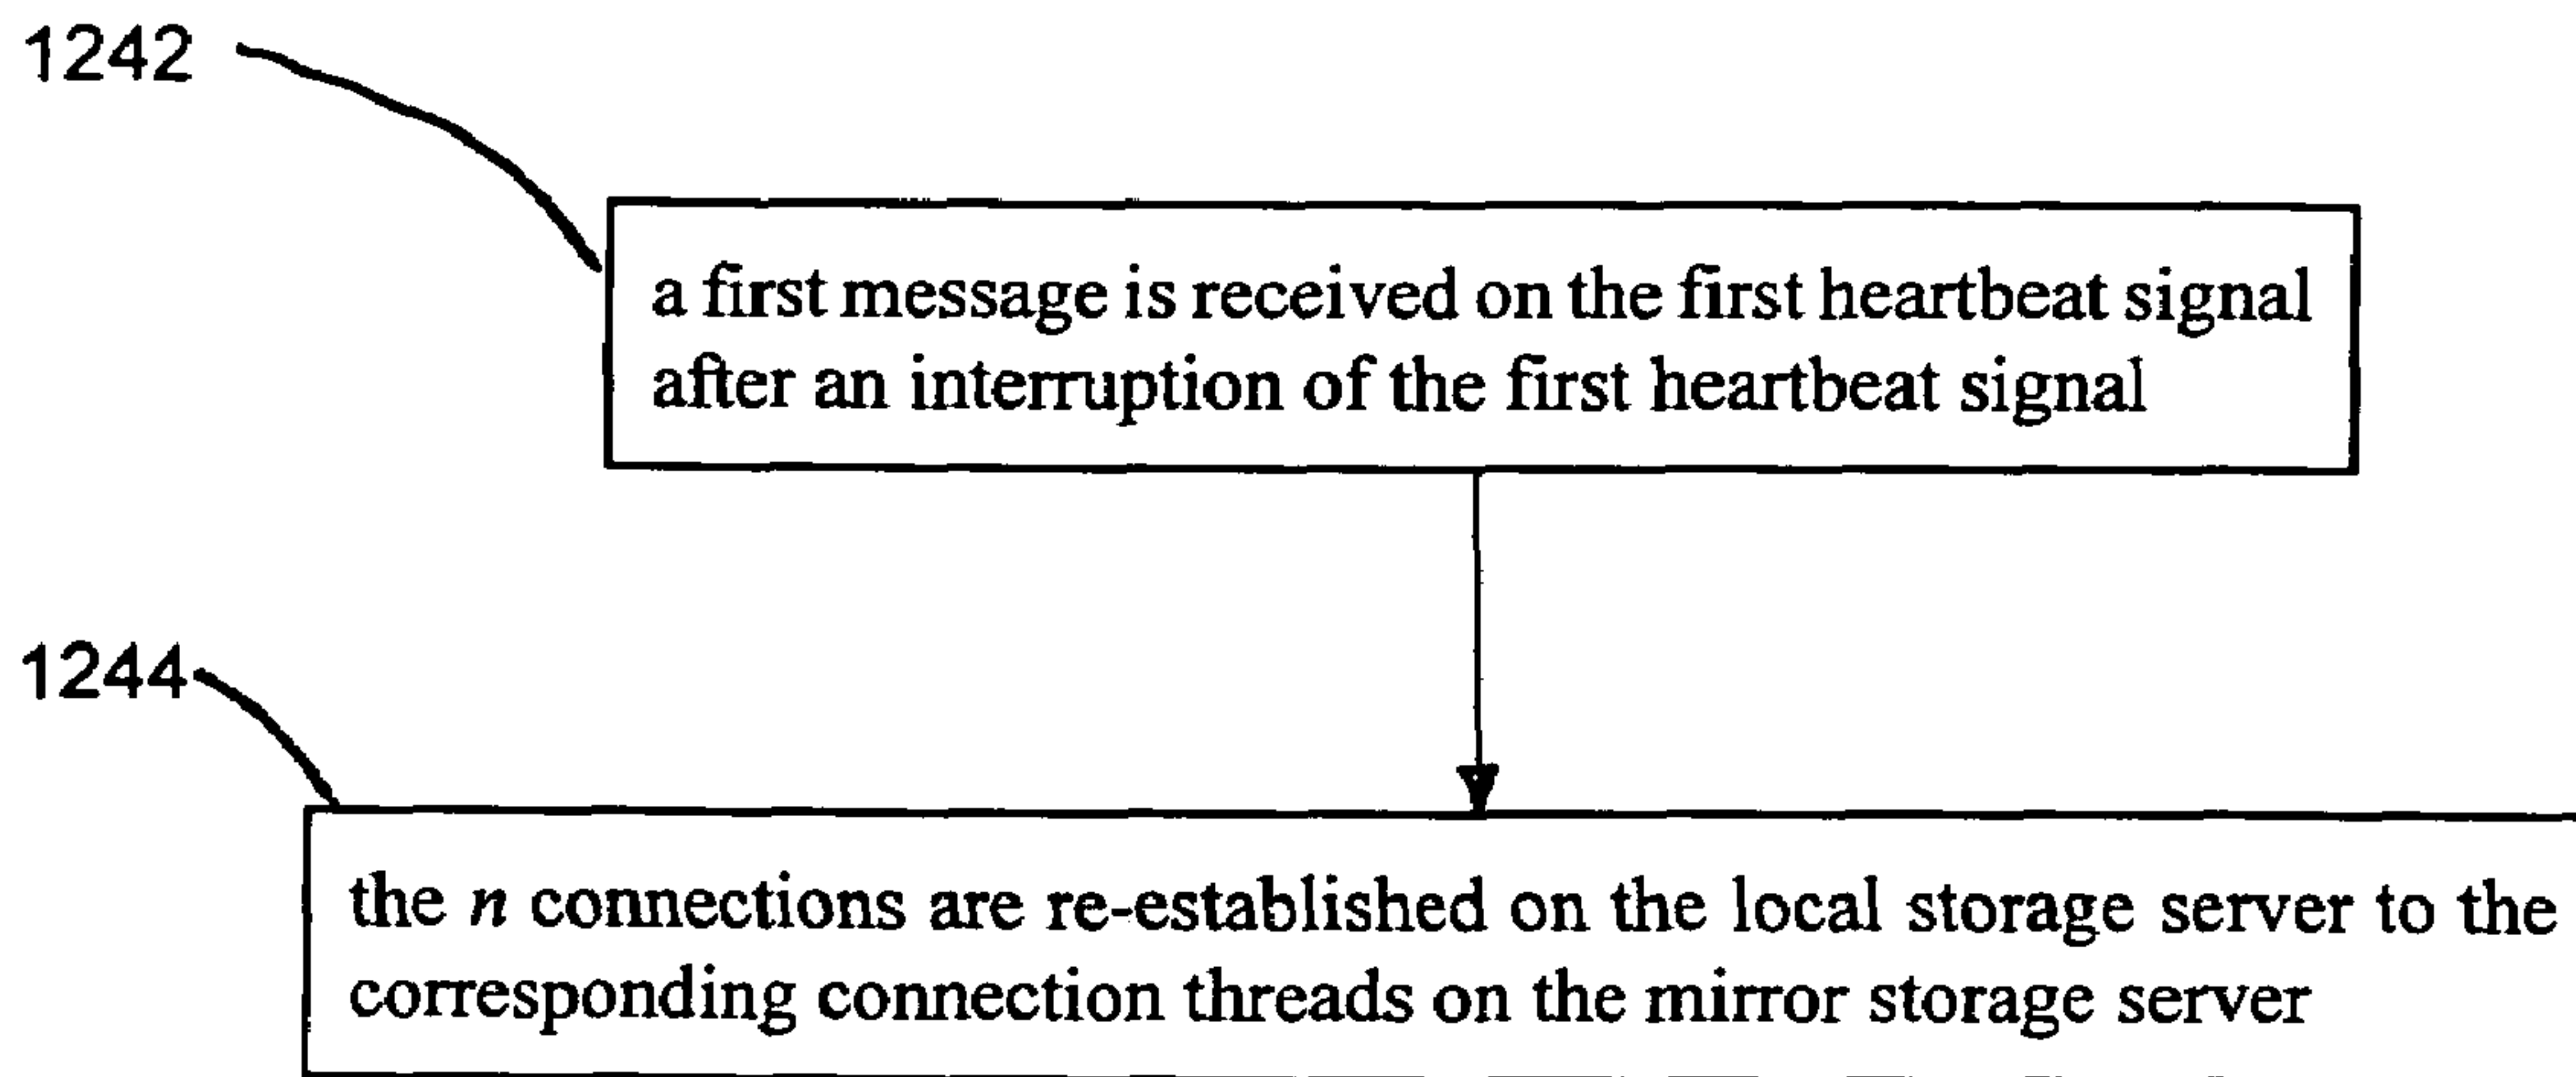 1242
a first message is received on the first heartbeat signal
after an interruption of the first heartbeat signal
1244
the n connections are re-established on the local storage server to the
corresponding connection threads on the mirror storage server